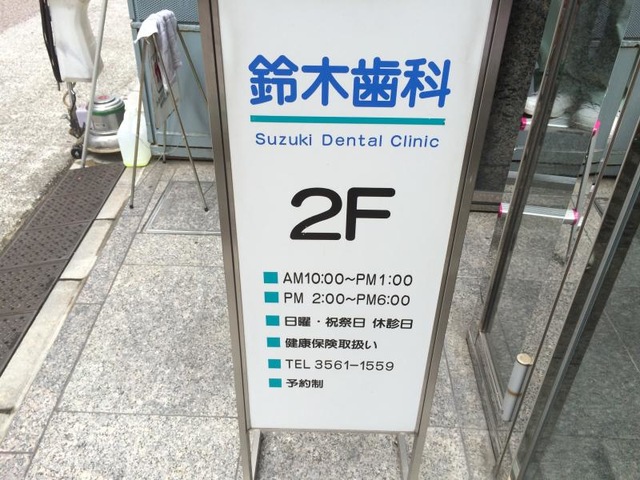 鈴木歯科
Suzuki Dental Clinic
2F
AM10:00~PM1:00
PM 2:00~PM6:00
日曜・祝祭日 休診日
健康保険取扱い
TEL 3561-1559
予約制